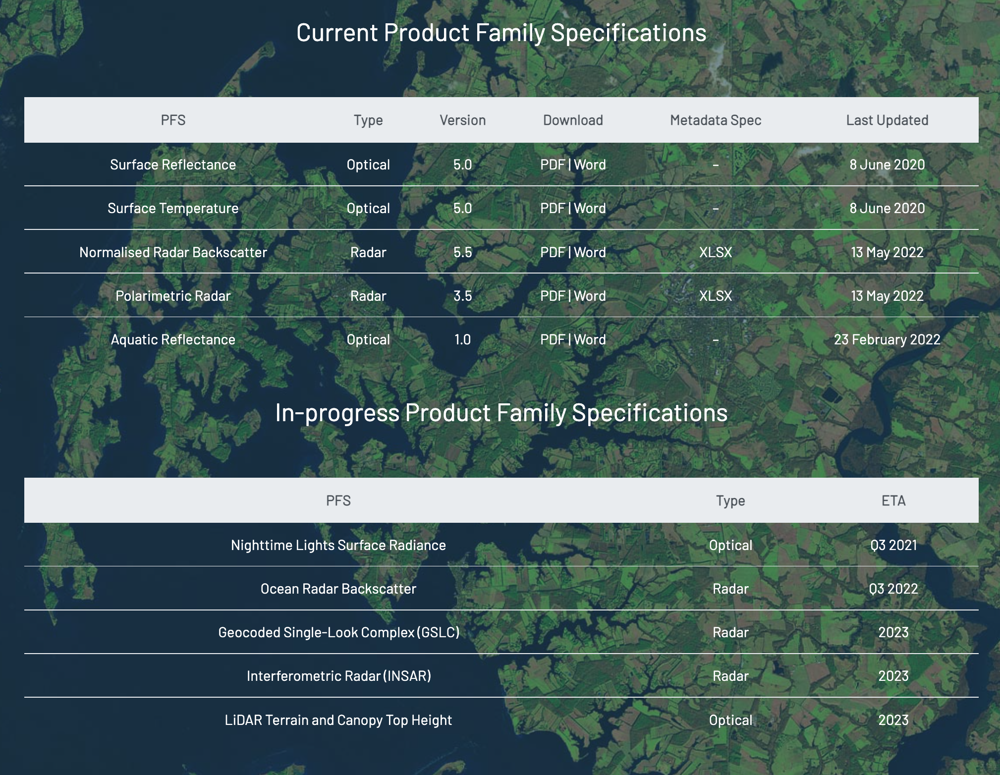 Current Product Family Specifications
PFS Type Version Download Metadata Spec Last Updated
Surface Reflectance Optical 5.0 PDF | Word - 8 June 2020
Surface Temperature Optical 5.0 PDF | Word - 8 June 2020
Normalised Radar Backscatter Radar 5.5 PDF | Word XLSX 13 May 2022
Polarimetric Radar Radar 3.5 PDF | Word XLSX 13 May 2022
Aquatic Reflectance Optical 1.0 PDF | Word - 23 February 2022
In-progress Product Family Specifications
PFS Type ETA
Nighttime Lights Surface Radiance Optical Q3 2021
Ocean Radar Backscatter Radar Q3 2022
Geocoded Single-Look Complex (GSLC) Radar 2023
Interferometric Radar (INSAR) Radar 2023
LiDAR Terrain and Canopy Top Height Optical 2023